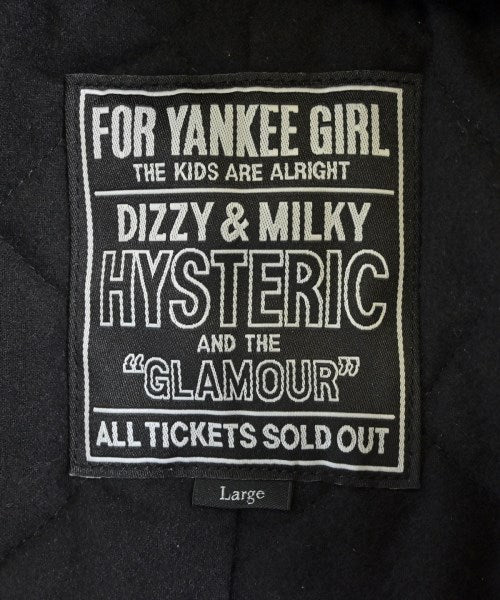 FOR YANKEE GIRL
THE KIDS ARE ALRIGHT
DIZZY & MILKY
HYSTERIC
AND THE
“GLAMOUR”
ALL TICKETS SOLD OUT
Large